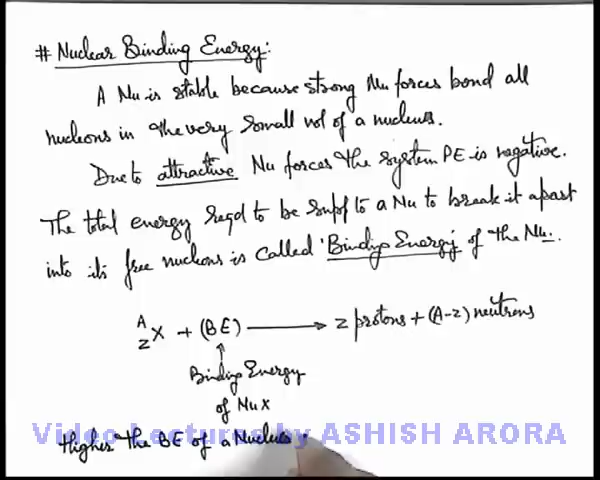 # Nuclear Binding Energy:
A Nu is stable because strong Nu forces bond all
nucleons in the very small vol of a nucleus.
Due to attractive Nu forces the system PE is negative.
The total energy reqd to be suppl to a Nu to break it apart
into its free nucleons is called 'Binding Energy' of the Nu.
A
Z X + (BE) ⟶ Z protons + (A-Z) neutrons
↑
Binding Energy
of Nu X
Video Lectures by ASHISH ARORA
Higher the BE of a Nucleus